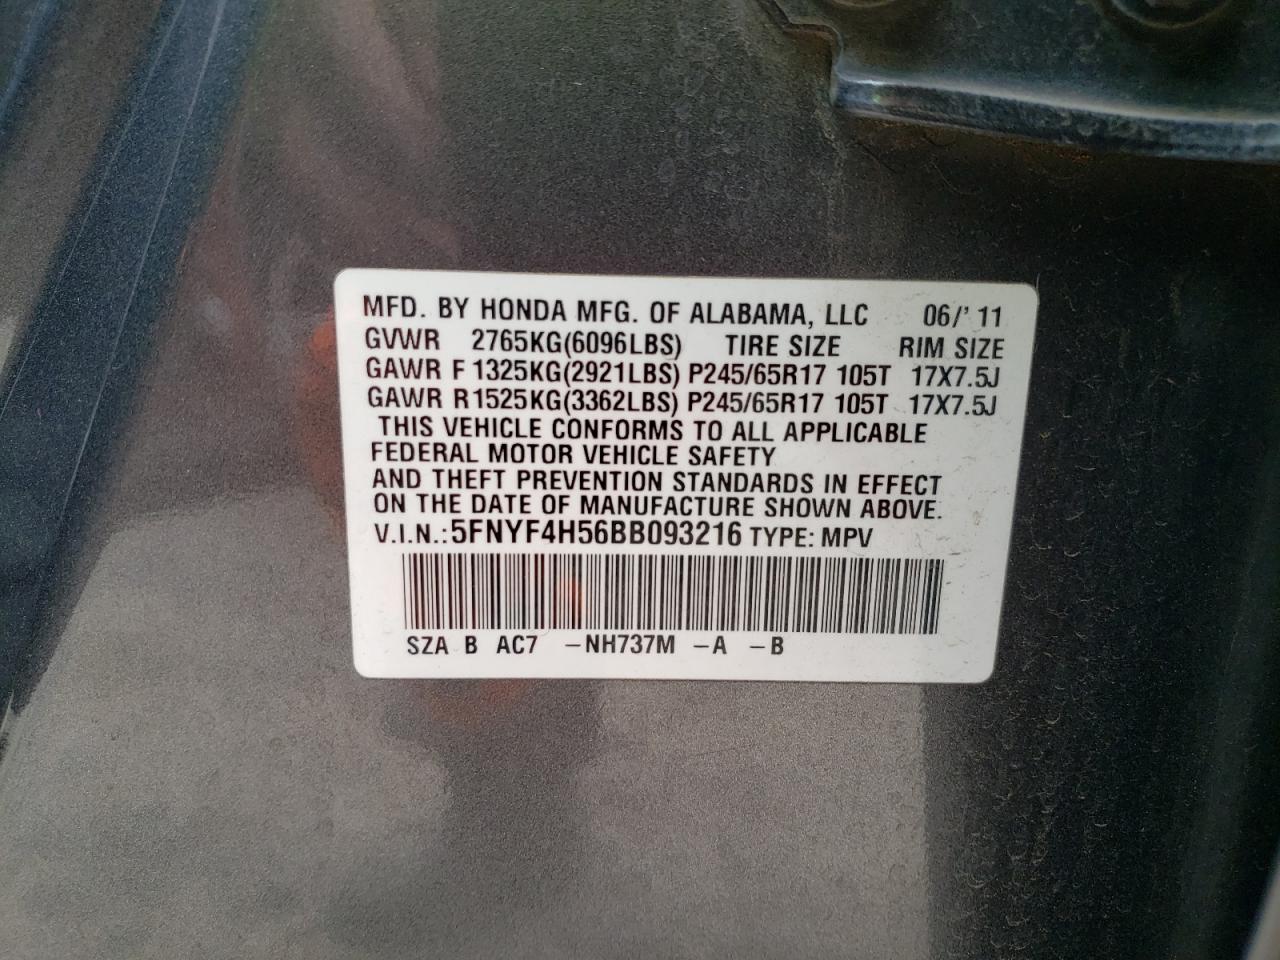 MFD. BY HONDA MFG. OF ALABAMA, LLC 06/' 11
GVWR 2765KG(6096LBS) TIRE SIZE RIM SIZE
GAWR F 1325KG(2921LBS) P245/65R17 105T 17X7.5J
GAWR R1525KG(3362LBS) P245/65R17 105T 17X7.5J
THIS VEHICLE CONFORMS TO ALL APPLICABLE
FEDERAL MOTOR VEHICLE SAFETY
AND THEFT PREVENTION STANDARDS IN EFFECT
ON THE DATE OF MANUFACTURE SHOWN ABOVE.
V.I.N.: 5FNYF4H56BB093216 TYPE: MPV
SZA B AC7 -NH737M -A -B